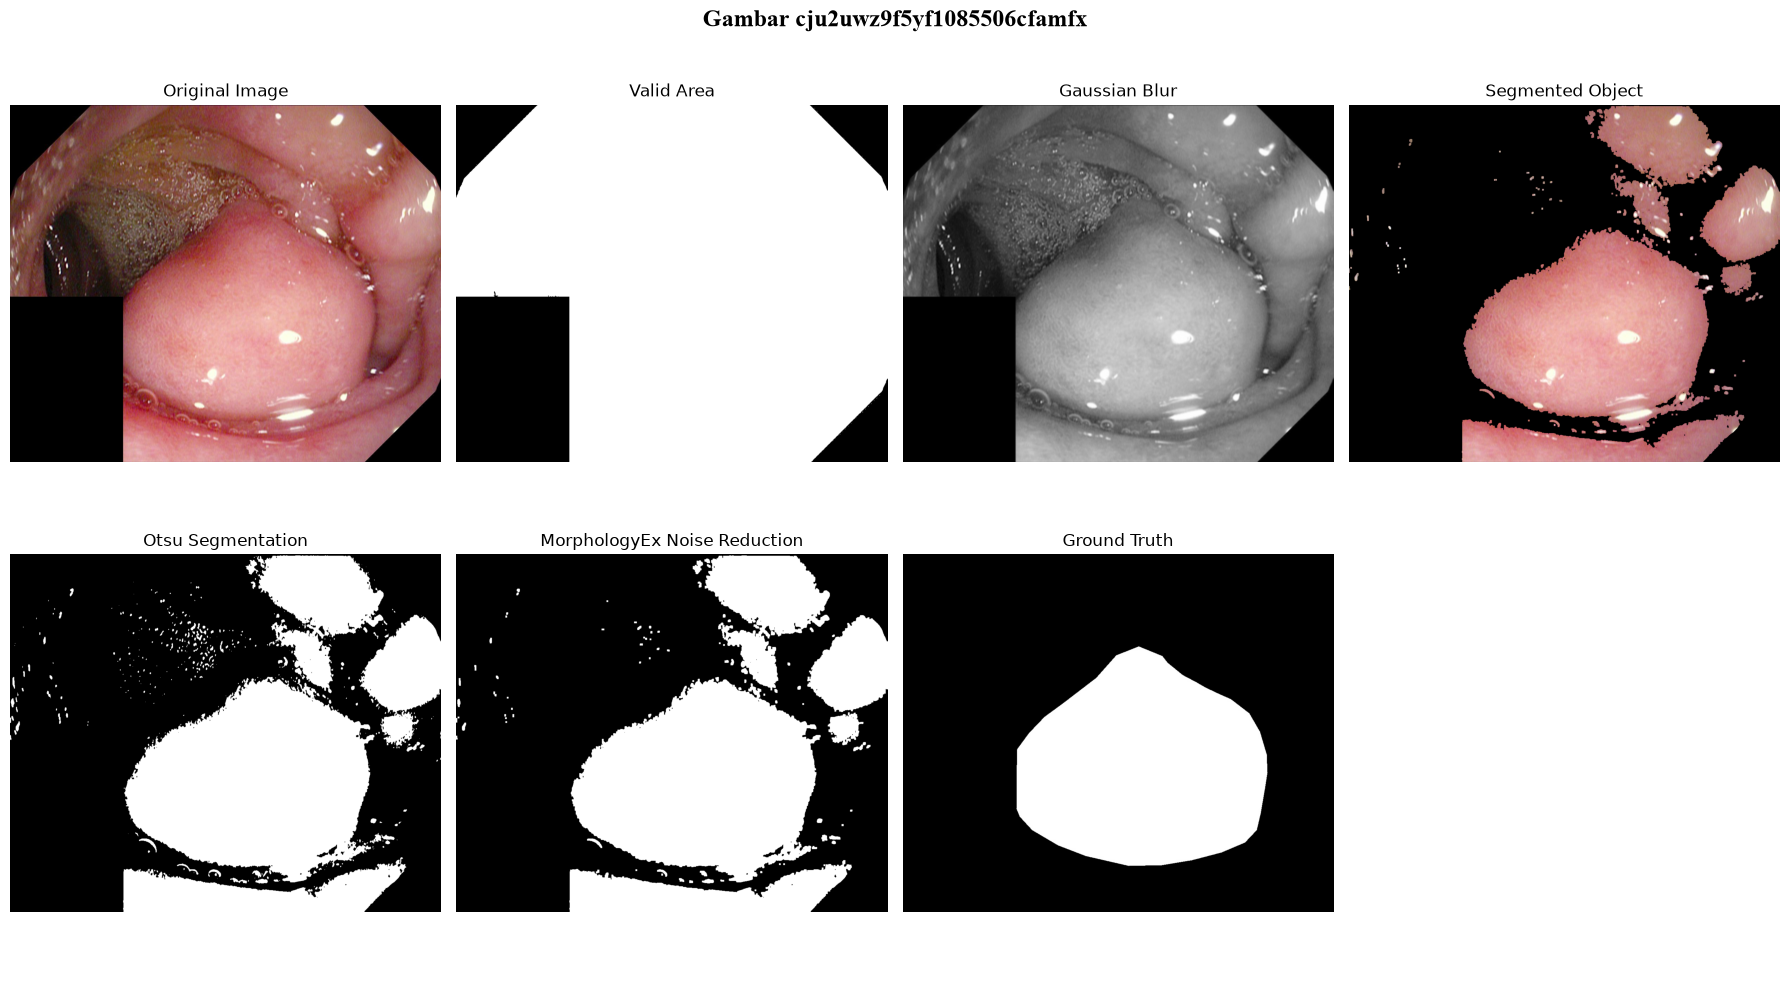 Gambar cju2uwz9f5yf1085506cfamfx
Original Image
Valid Area
Gaussian Blur
Segmented Object
Otsu Segmentation
MorphologyEx Noise Reduction
Ground Truth